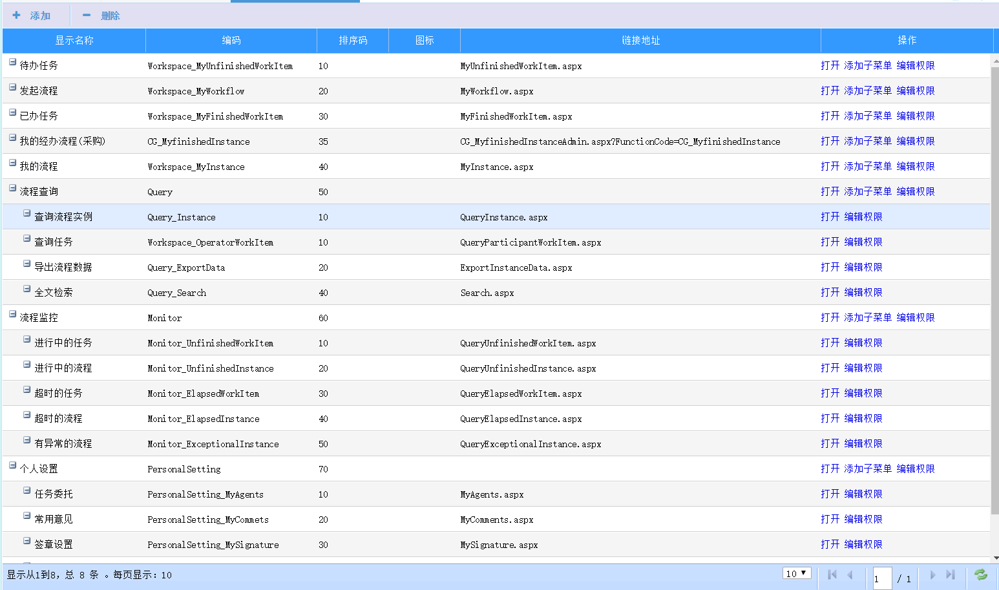 添加 删除
显示名称 编码 排序码 图标 链接地址 操作
待办任务 Workspace_MyUnfinishedWorkItem 10 MyUnfinishedWorkItem.aspx 打开 添加子菜单 编辑权限
发起流程 Workspace_MyWorkflow 20 MyWorkflow.aspx 打开 添加子菜单 编辑权限
已办任务 Workspace_MyFinishedWorkItem 30 MyFinishedWorkItem.aspx 打开 添加子菜单 编辑权限
我的经办流程(采购) CG_MyfinishedInstance 35 CG_MyfinishedInstanceAdmin.aspx?FunctionCode=CG_MyfinishedInstance 打开 添加子菜单 编辑权限
我的流程 Workspace_MyInstance 40 MyInstance.aspx 打开 添加子菜单 编辑权限
流程查询 Query 50 打开 添加子菜单 编辑权限
查询流程实例 Query_Instance 10 QueryInstance.aspx 打开 编辑权限
查询任务 Workspace_OperatorWorkItem 10 QueryParticipantWorkItem.aspx 打开 编辑权限
导出流程数据 Query_ExportData 20 ExportInstanceData.aspx 打开 编辑权限
全文检索 Query_Search 40 Search.aspx 打开 编辑权限
流程监控 Monitor 60 打开 添加子菜单 编辑权限
进行中的任务 Monitor_UnfinishedWorkItem 10 QueryUnfinishedWorkItem.aspx 打开 编辑权限
进行中的流程 Monitor_UnfinishedInstance 20 QueryUnfinishedInstance.aspx 打开 编辑权限
超时的任务 Monitor_ElapsedWorkItem 30 QueryElapsedWorkItem.aspx 打开 编辑权限
超时的流程 Monitor_ElapsedInstance 40 QueryElapsedInstance.aspx 打开 编辑权限
有异常的流程 Monitor_ExceptionalInstance 50 QueryExceptionalInstance.aspx 打开 编辑权限
个人设置 PersonalSetting 70 打开 添加子菜单 编辑权限
任务委托 PersonalSetting_MyAgents 10 MyAgents.aspx 打开 编辑权限
常用意见 PersonalSetting_MyCommets 20 MyComments.aspx 打开 编辑权限
签章设置 PersonalSetting_MySignature 30 MySignature.aspx 打开 编辑权限
显示从1到8，总 8 条 。每页显示：10 10 1 / 1